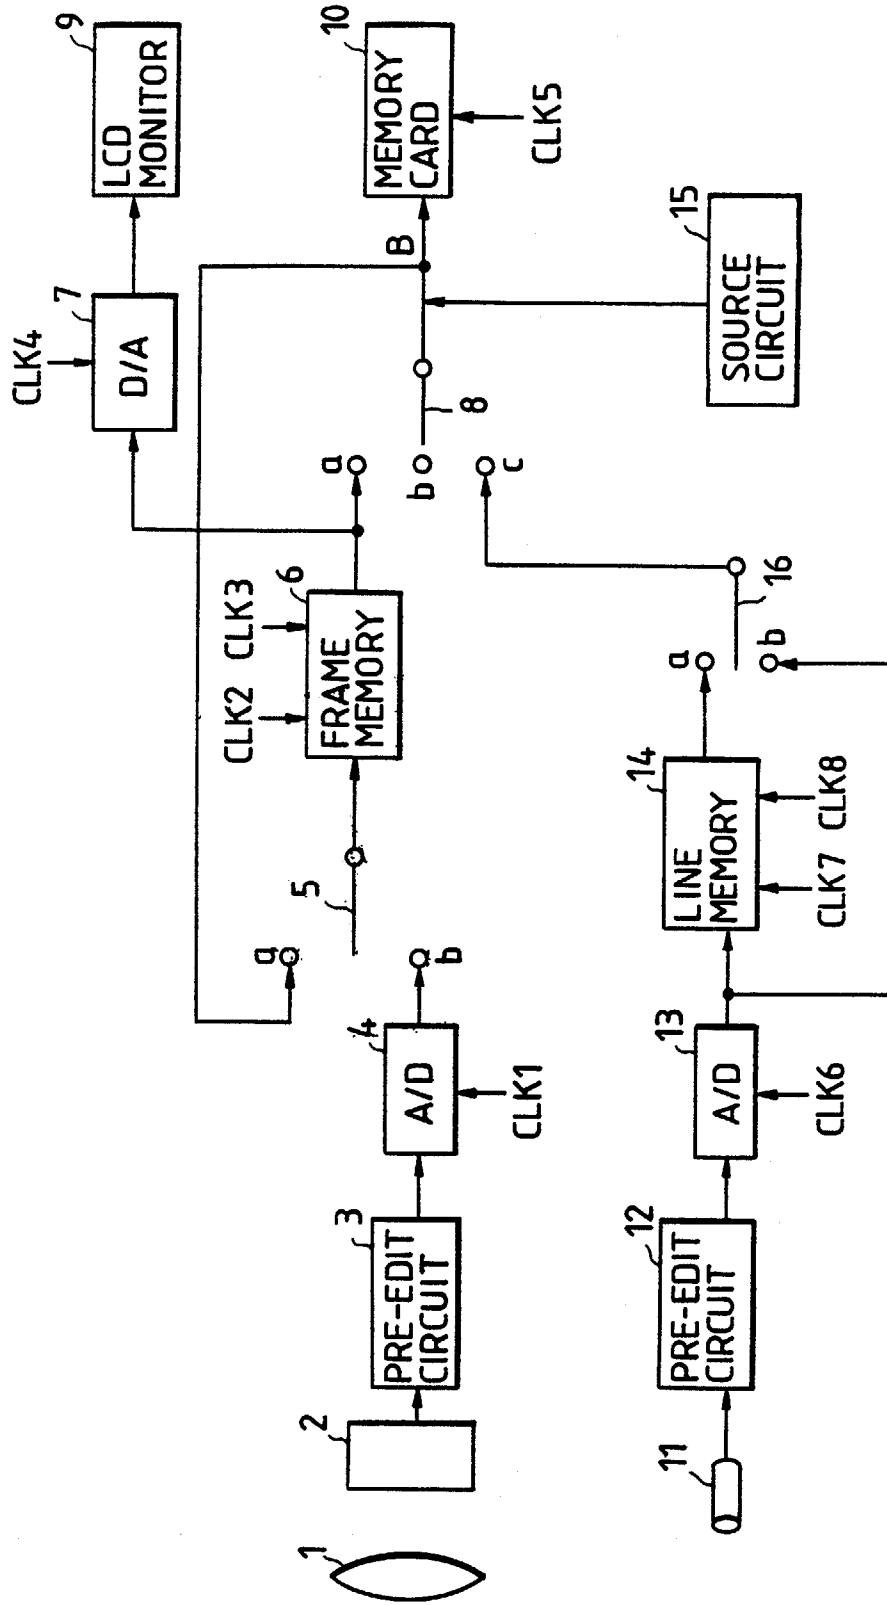 1
2
3
PRE-EDIT
CIRCUIT
4
A/D
CLK1
a
b
5
CLK2
CLK3
6
FRAME
MEMORY
a
b
c
8
CLK4
7
D/A
9
LCD
MONITOR
B
10
MEMORY
CARD
CLK5
11
12
PRE-EDIT
CIRCUIT
13
A/D
CLK6
14
LINE
MEMORY
CLK7
CLK8
a
b
16
15
SOURCE
CIRCUIT